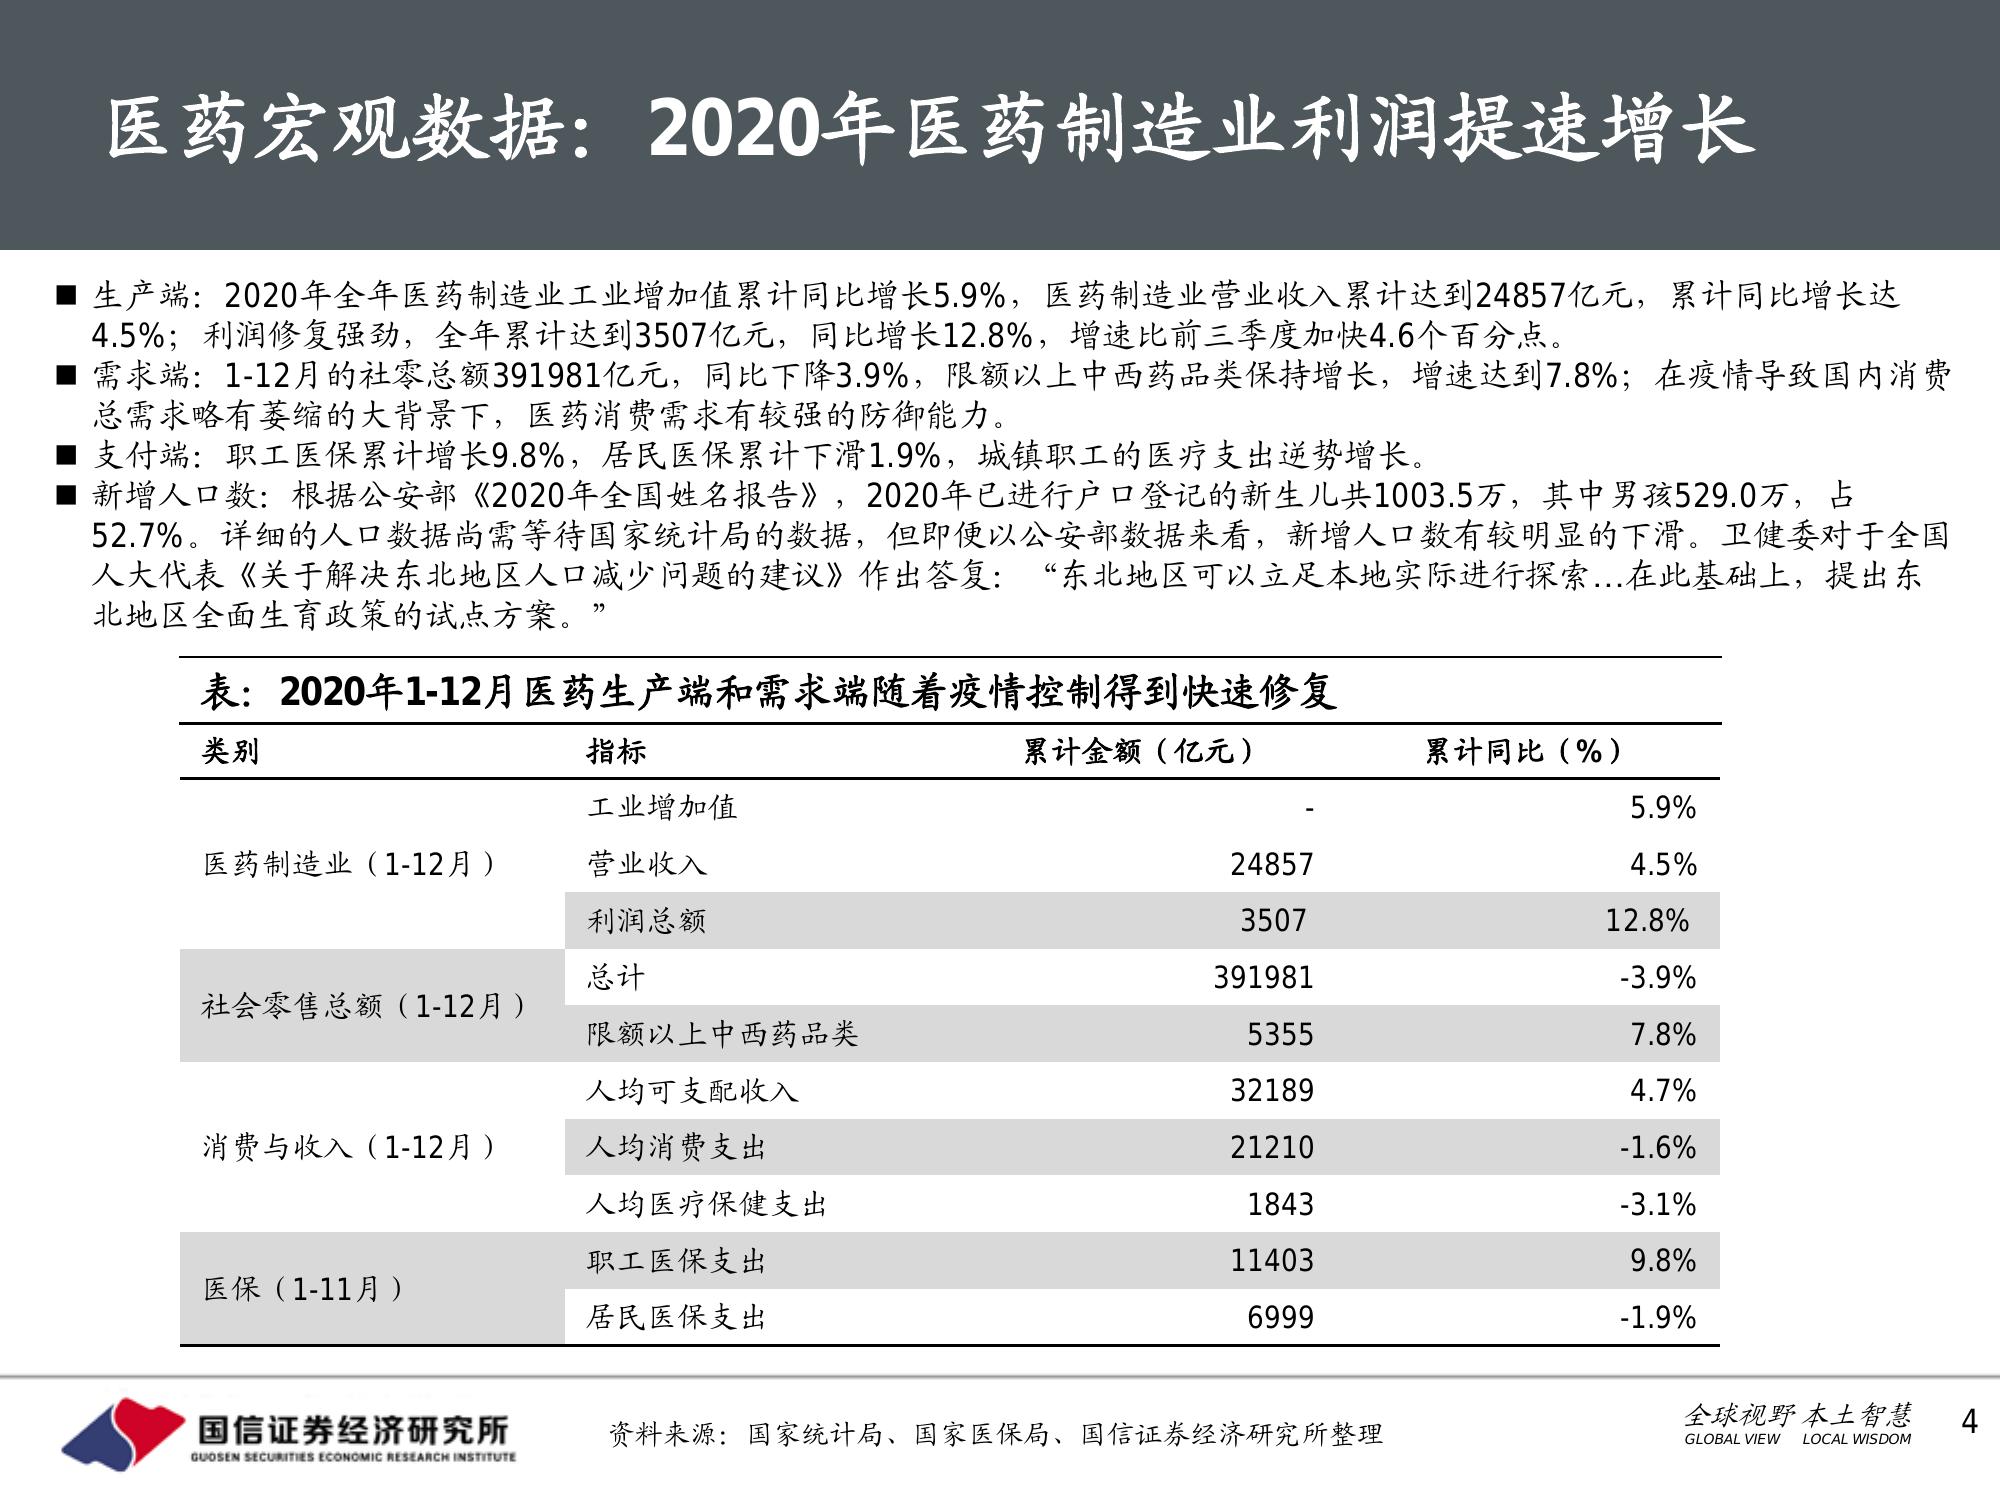 医药宏观数据：2020年医药制造业利润提速增长
■ 生产端：2020年全年医药制造业工业增加值累计同比增长5.9%，医药制造业营业收入累计达到24857亿元，累计同比增长达
4.5%；利润修复强劲，全年累计达到3507亿元，同比增长12.8%，增速比前三季度加快4.6个百分点。
■ 需求端：1-12月的社零总额391981亿元，同比下降3.9%，限额以上中西药品类保持增长，增速达到7.8%；在疫情导致国内消费
总需求略有萎缩的大背景下，医药消费需求有较强的防御能力。
■ 支付端：职工医保累计增长9.8%，居民医保累计下滑1.9%，城镇职工的医疗支出逆势增长。
■ 新增人口数：根据公安部《2020年全国姓名报告》，2020年已进行户口登记的新生儿共1003.5万，其中男孩529.0万，占
52.7%。详细的人口数据尚需等待国家统计局的数据，但即便以公安部数据来看，新增人口数有较明显的下滑。卫健委对于全国
人大代表《关于解决东北地区人口减少问题的建议》作出答复：“东北地区可以立足本地实际进行探索...在此基础上，提出东
北地区全面生育政策的试点方案。”
表：2020年1-12月医药生产端和需求端随着疫情控制得到快速修复
类别 指标 累计金额（亿元） 累计同比（%）
工业增加值 - 5.9%
医药制造业（1-12月） 营业收入 24857 4.5%
利润总额 3507 12.8%
总计 391981 -3.9%
社会零售总额（1-12月）
限额以上中西药品类 5355 7.8%
人均可支配收入 32189 4.7%
消费与收入（1-12月） 人均消费支出 21210 -1.6%
人均医疗保健支出 1843 -3.1%
职工医保支出 11403 9.8%
医保（1-11月）
居民医保支出 6999 -1.9%
国信证券经济研究所
GUOSEN SECURITIES ECONOMIC RESEARCH INSTITUTE
资料来源：国家统计局、国家医保局、国信证券经济研究所整理
全球视野 本土智慧
GLOBAL VIEW LOCAL WISDOM
4